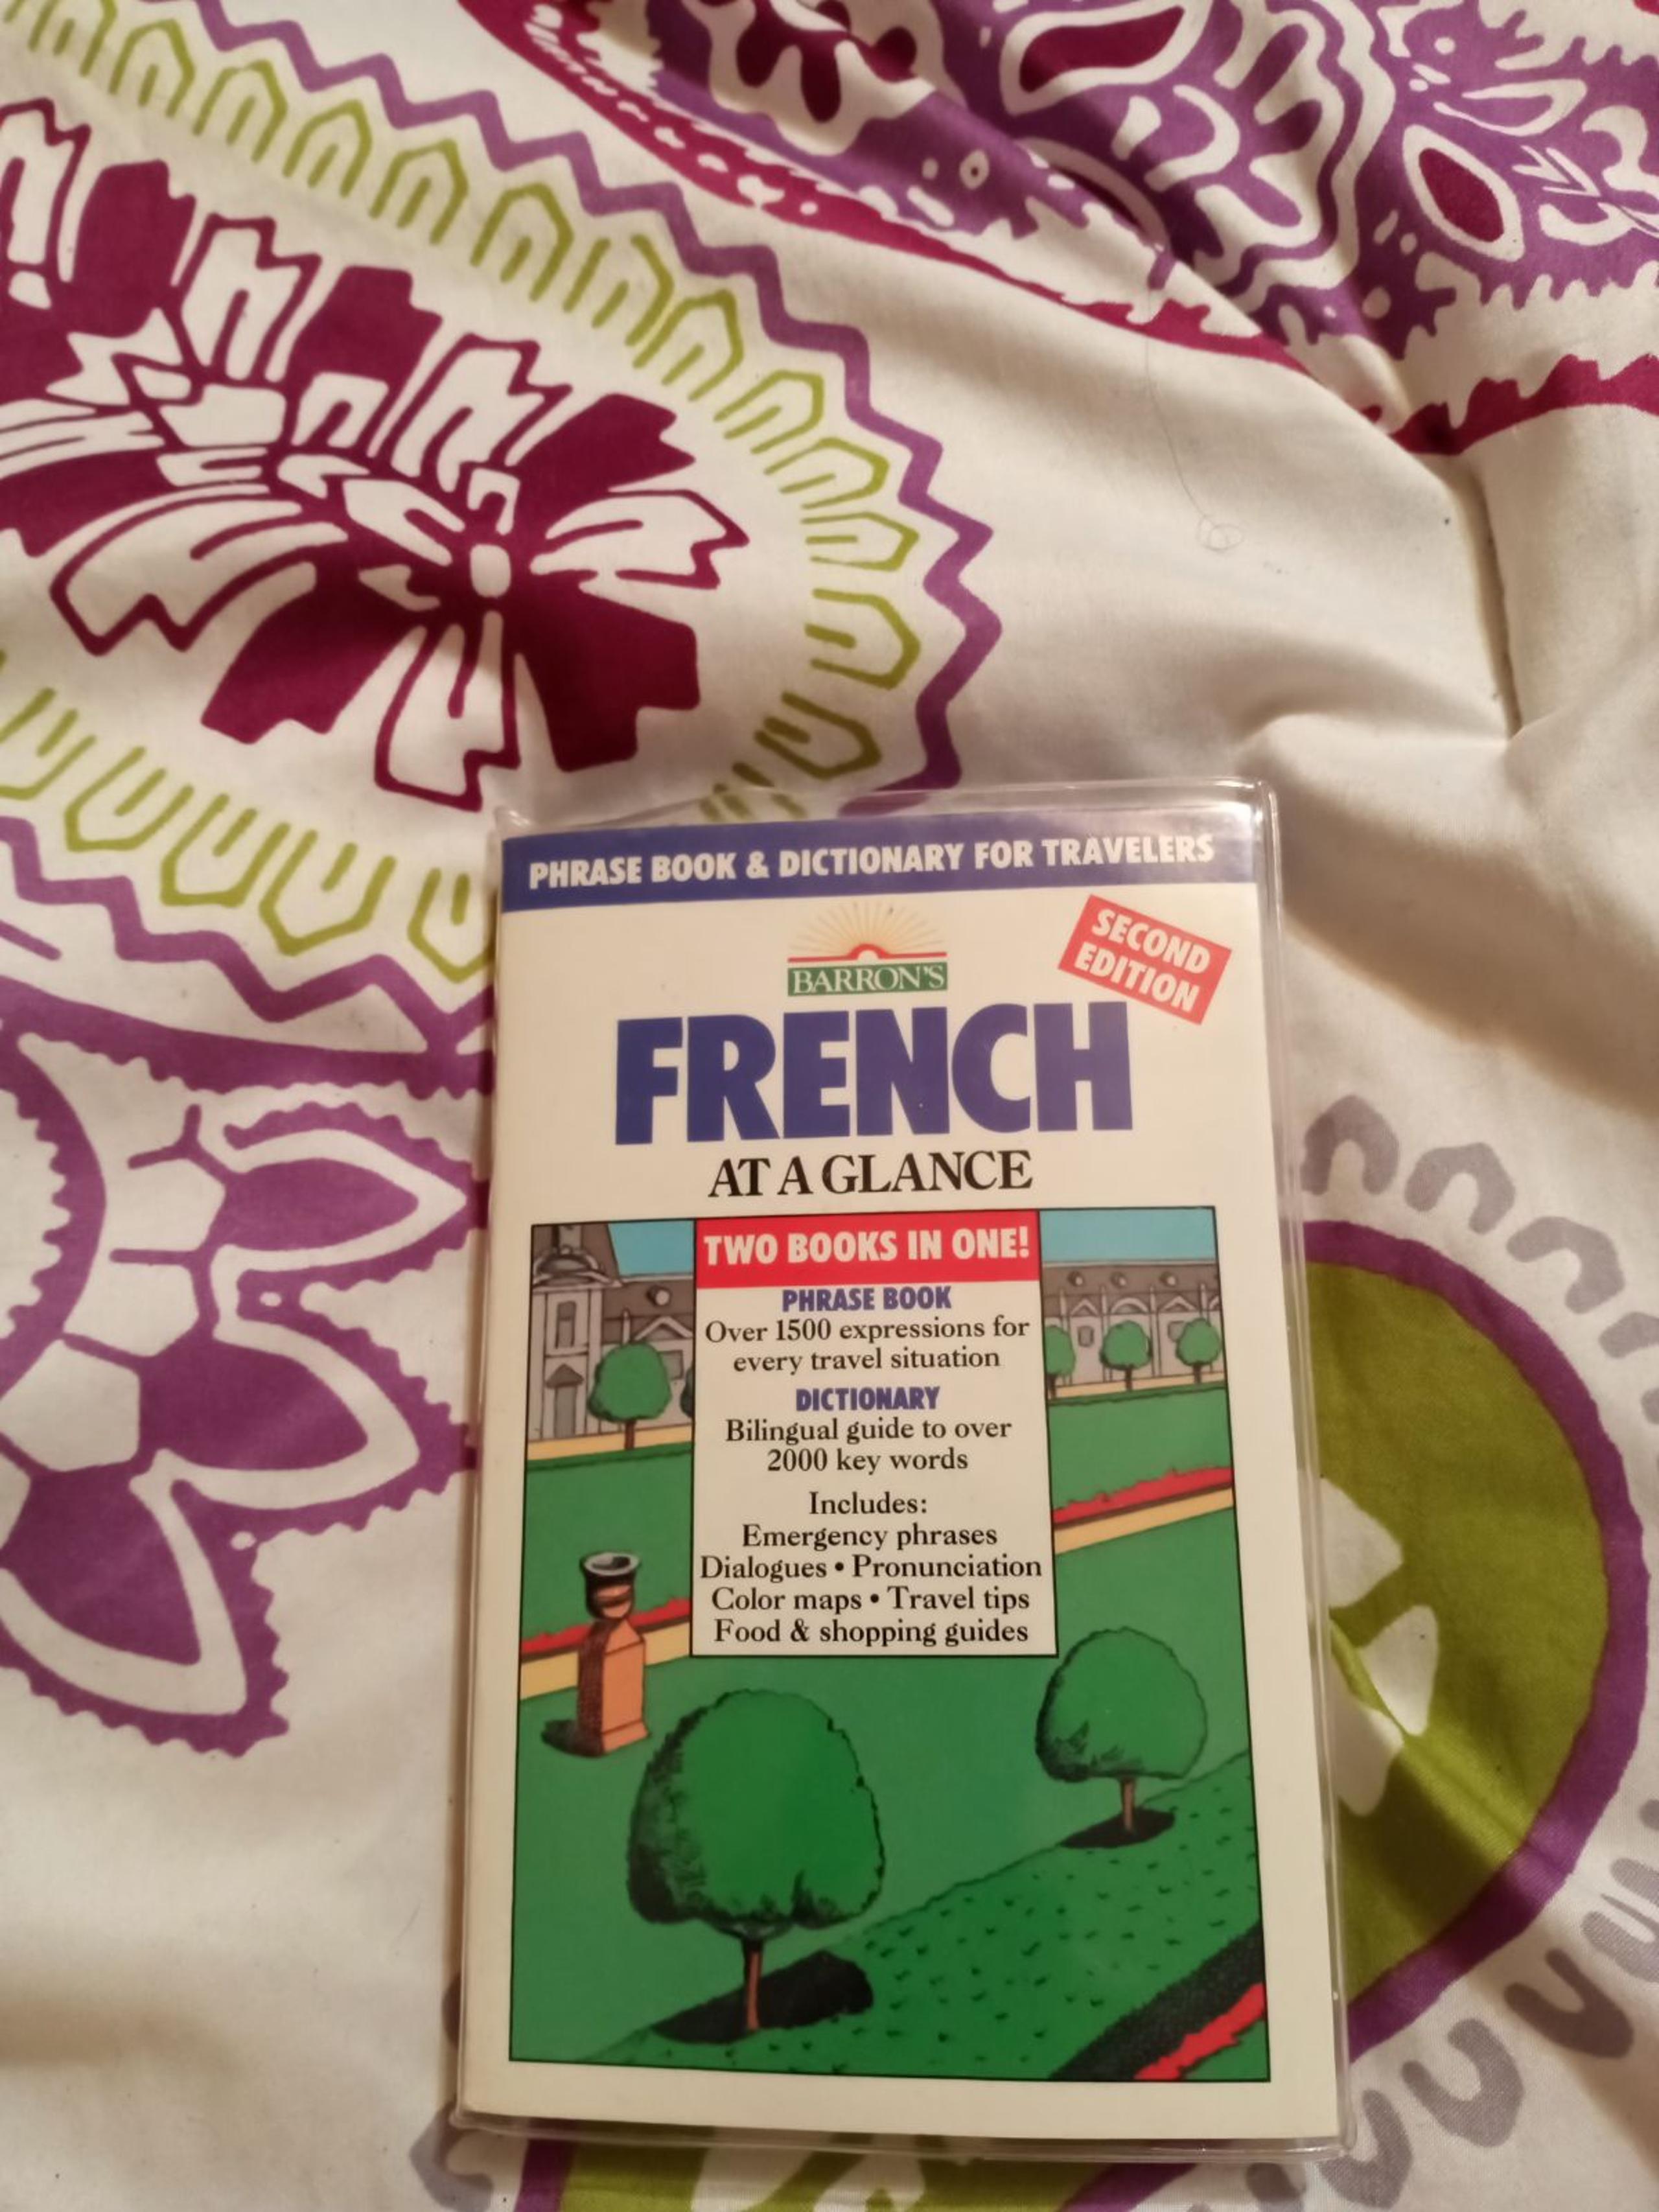 PHRASE BOOK & DICTIONARY FOR TRAVELERS
SECOND
EDITION
BARRON'S
FRENCH
AT A GLANCE
TWO BOOKS IN ONE!
PHRASE BOOK
Over 1500 expressions for
every travel situation
DICTIONARY
Bilingual guide to over
2000 key words
Includes:
Emergency phrases
Dialogues • Pronunciation
Color maps • Travel tips
Food & shopping guides